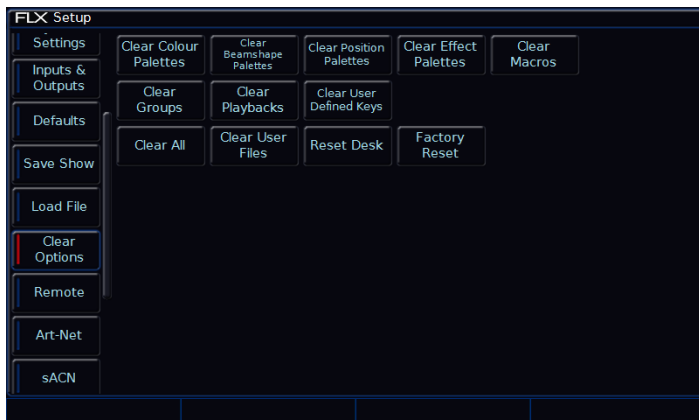 FLX Setup
Settings
Inputs &
Outputs
Defaults
Save Show
Load File
Clear
Options
Remote
Art-Net
sACN
Clear Colour
Palettes
Clear
Beamshape
Palettes
Clear Position
Palettes
Clear Effect
Palettes
Clear
Macros
Clear
Groups
Clear
Playbacks
Clear User
Defined Keys
Clear All
Clear User
Files
Reset Desk
Factory
Reset